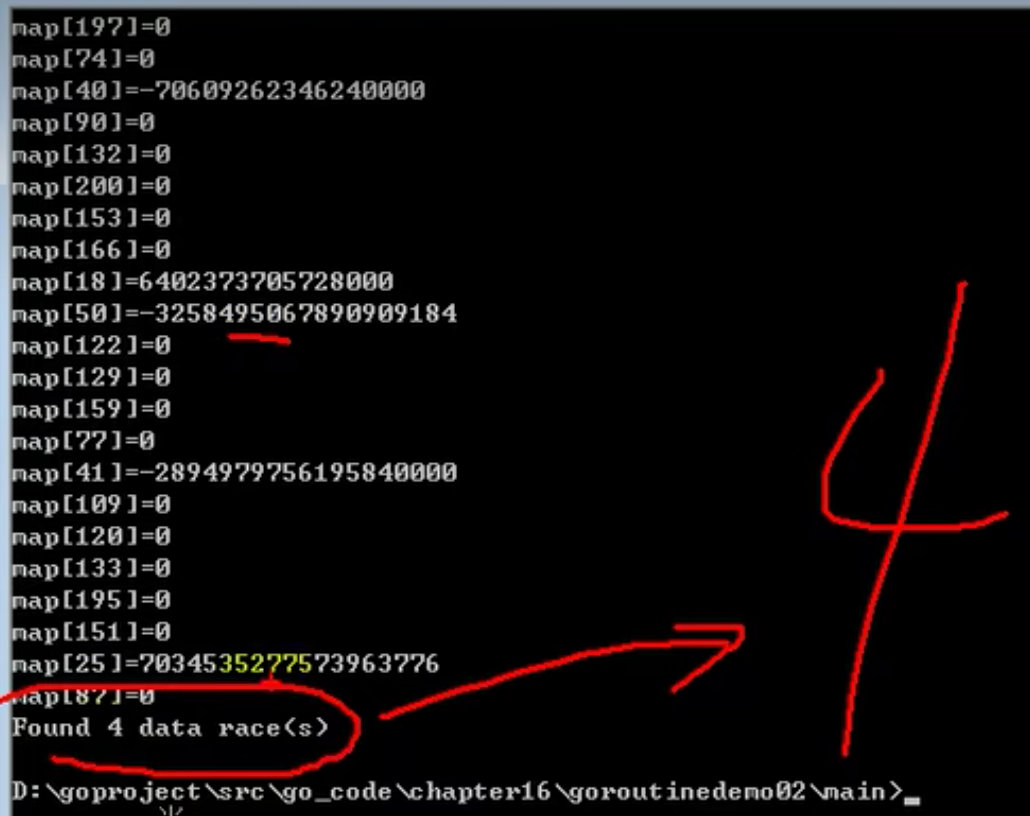 map[197]=0
map[74]=0
map[40]=-70609262346240000
map[90]=0
map[132]=0
map[200]=0
map[153]=0
map[166]=0
map[18]=6402373705728000
map[50]=-3258495067890909184
map[122]=0
map[129]=0
map[159]=0
map[77]=0
map[41]=-2894979756195840000
map[109]=0
map[120]=0
map[133]=0
map[195]=0
map[151]=0
map[25]=7034535277573963776
map[87]=0
Found 4 data race(s)
D:\goproject\src\go_code\chapter16\goroutinedemo02\main>_
4